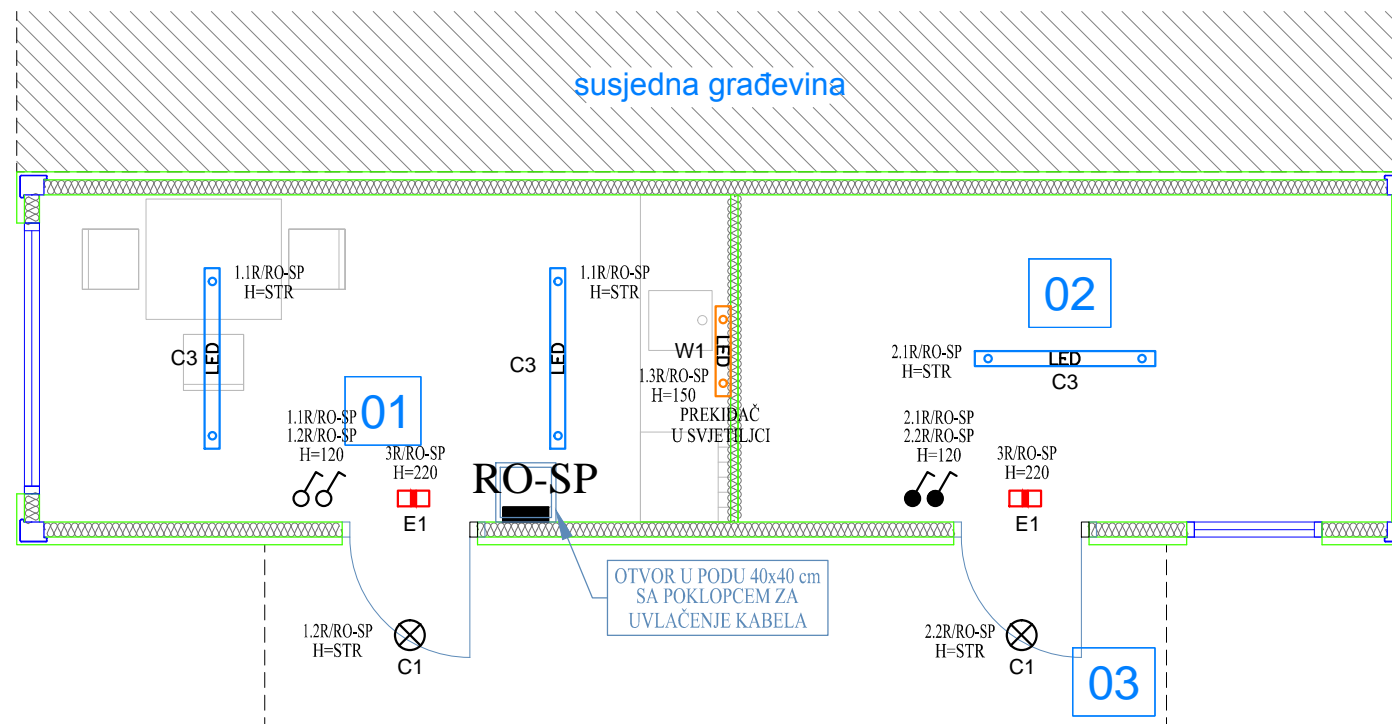 susjedna građevina
1.1R/RO-SP
H=STR
C3
LED
1.1R/RO-SP
H=STR
C3
LED
W1
LED
1.3R/RO-SP
H=150
PREKIDAČ
U SVJETILJCI
02
2.1R/RO-SP
H=STR
LED
C3
01
1.1R/RO-SP
1.2R/RO-SP
H=120
3R/RO-SP
H=220
E1
RO-SP
2.1R/RO-SP
2.2R/RO-SP
H=120
3R/RO-SP
H=220
E1
OTVOR U PODU 40x40 cm
SA POKLOPCEM ZA
UVLAČENJE KABELA
1.2R/RO-SP
H=STR
C1
2.2R/RO-SP
H=STR
C1
03